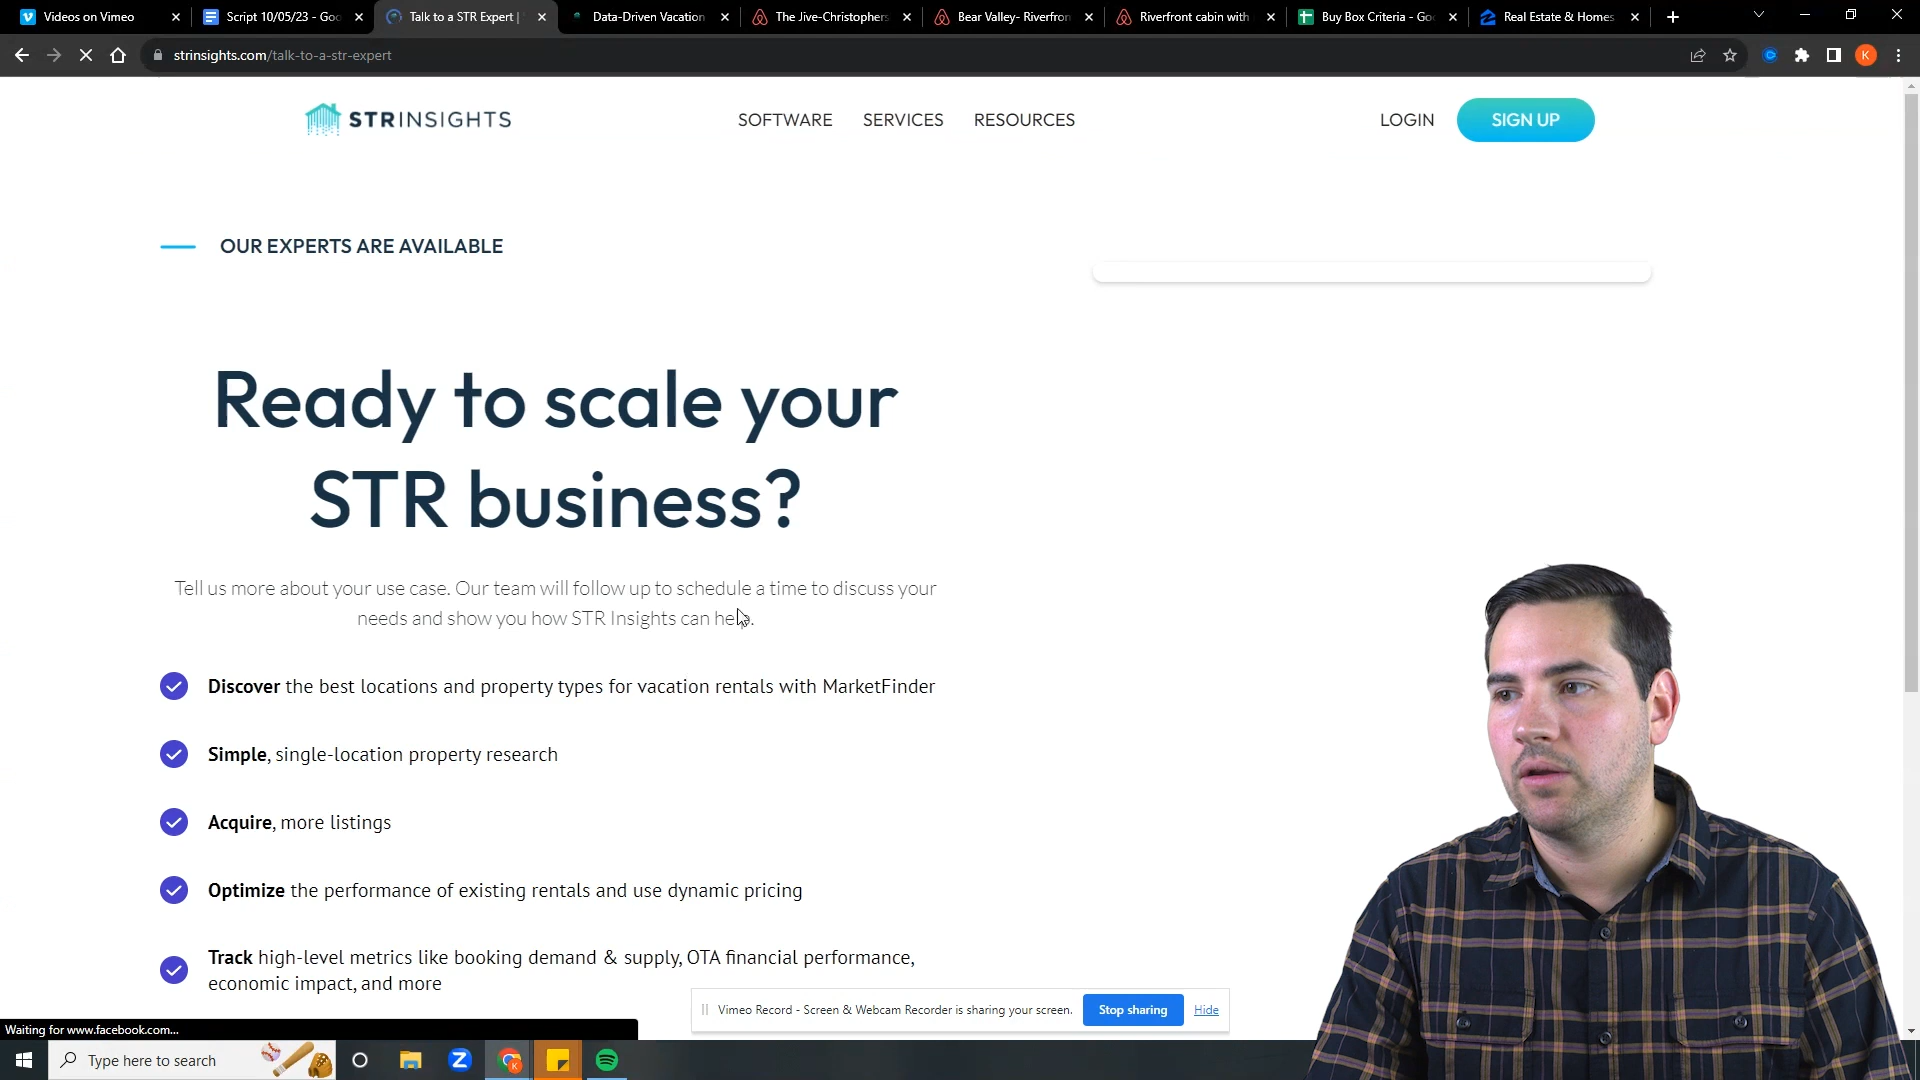 Videos on Vimeo
Script 10/05/23 - Goo
Talk to a STR Expert |
Data-Driven Vacation
The Jive-Christophers
Bear Valley- Riverfron
Riverfront cabin with
Buy Box Criteria - Goo
Real Estate & Homes
strinsights.com/talk-to-a-str-expert
K
STRINSIGHTS
SOFTWARE
SERVICES
RESOURCES
LOGIN
SIGN UP
OUR EXPERTS ARE AVAILABLE
Ready to scale your
STR business?
Tell us more about your use case. Our team will follow up to schedule a time to discuss your
needs and show you how STR Insights can help.
Discover the best locations and property types for vacation rentals with MarketFinder
Simple, single-location property research
Acquire, more listings
Optimize the performance of existing rentals and use dynamic pricing
Track high-level metrics like booking demand & supply, OTA financial performance,
economic impact, and more
Vimeo Record - Screen & Webcam Recorder is sharing your screen.
Stop sharing
Hide
Waiting for www.facebook.com...
Type here to search